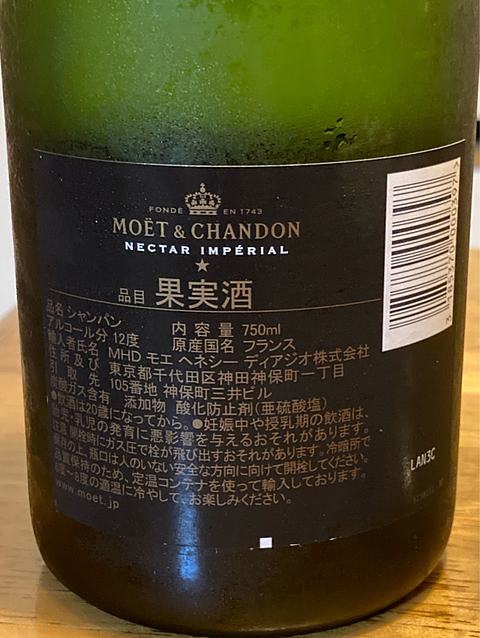 FONDÉ EN 1743
MOËT & CHANDON
NECTAR IMPÉRIAL
品目 果実酒
品名 シャンパン
アルコール分 12度 内容量 750ml
原産国名 フランス
輸入者氏名 MHD モエ ヘネシー ディアジオ株式会社
住所及び 東京都千代田区神田神保町一丁目
引取先 105番地 神保町三井ビル
炭酸ガス含有 添加物 酸化防止剤(亜硫酸塩)
●飲酒は20歳になってから。●妊娠中や授乳期の飲酒は、
胎児・乳児の発育に悪影響を与えるおそれがあります。
注意 開栓時にガス圧で栓が飛び出すおそれがあります。冷暗所で
保存の上、瓶口は人のいない安全な方向に向けて開栓してください。
品質保持のため、定温コンテナを使って輸入しております。
6度~8度の適温に冷やして、お楽しみください。
www.moet.jp
LAN3C